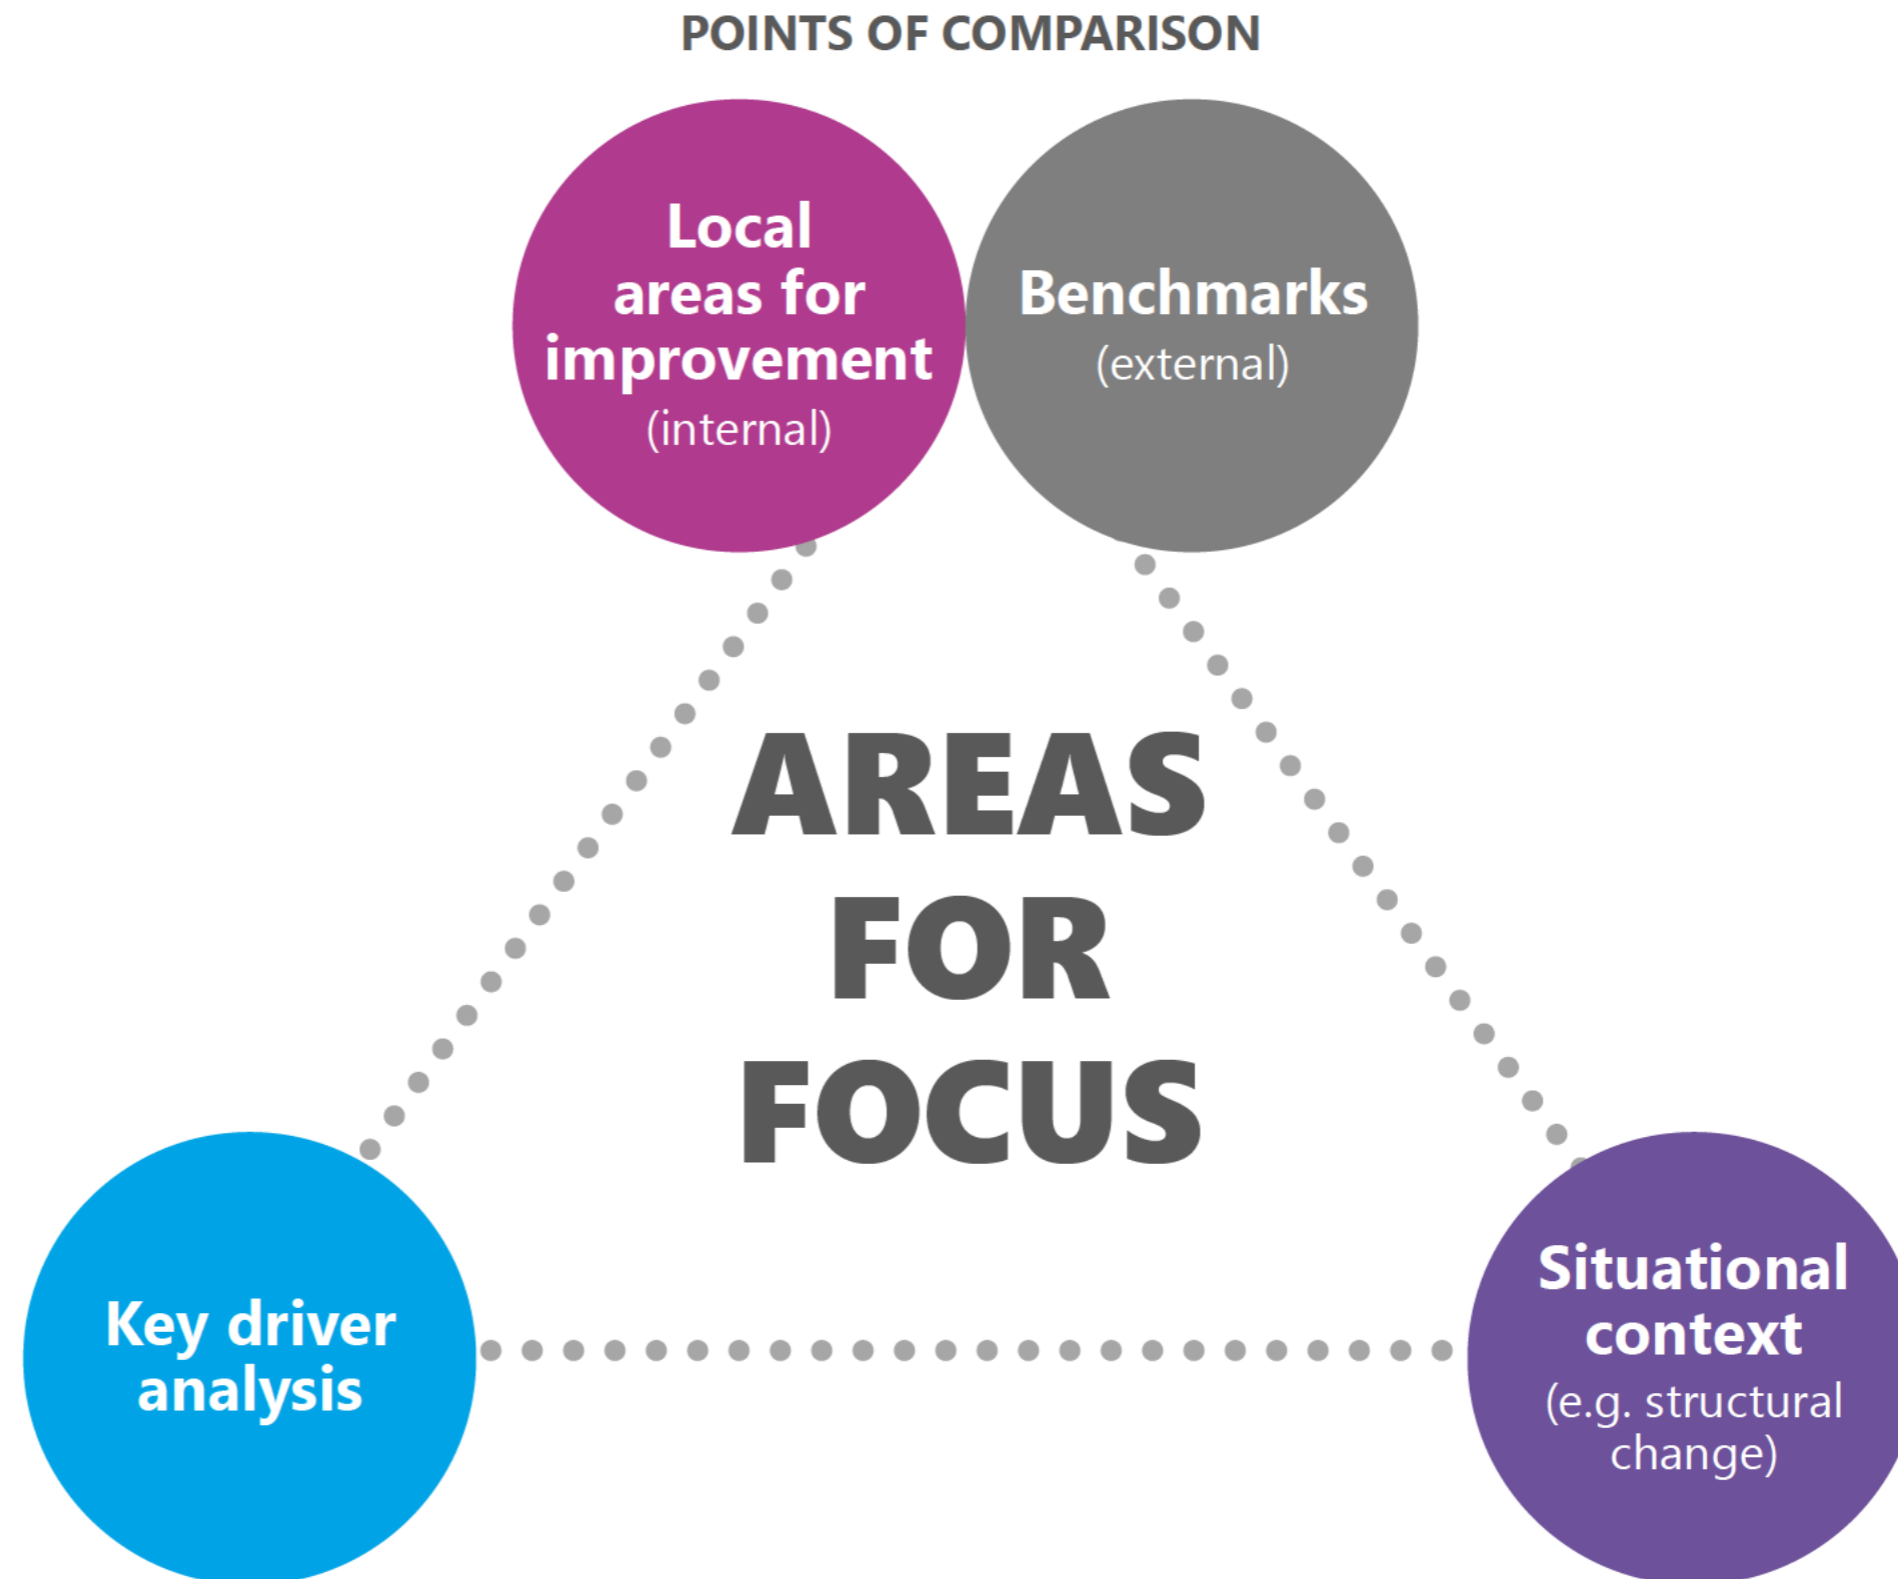 POINTS OF COMPARISON
Local
areas for
improvement
(internal)
Benchmarks
(external)
AREAS
FOR
FOCUS
Key driver
analysis
Situational
context
(e.g. structural
change)